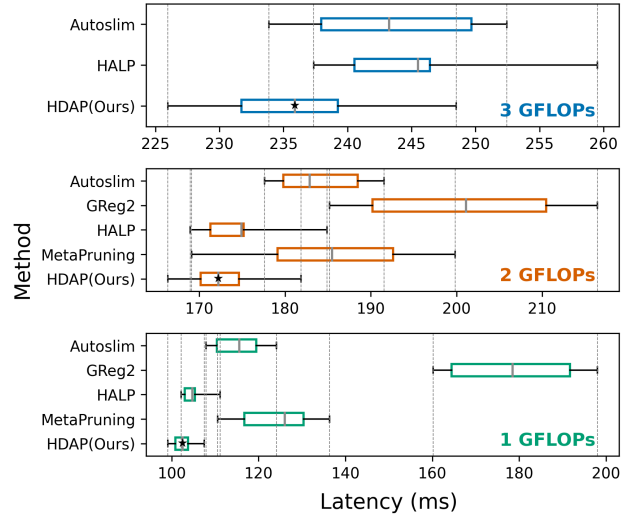 Autoslim
HALP
HDAP(Ours)
3 GFLOPs
225 230 235 240 245 250 255 260
Method
Autoslim
GReg2
HALP
MetaPruning
HDAP(Ours)
2 GFLOPs
170 180 190 200 210
Autoslim
GReg2
HALP
MetaPruning
HDAP(Ours)
1 GFLOPs
100 120 140 160 180 200
Latency (ms)